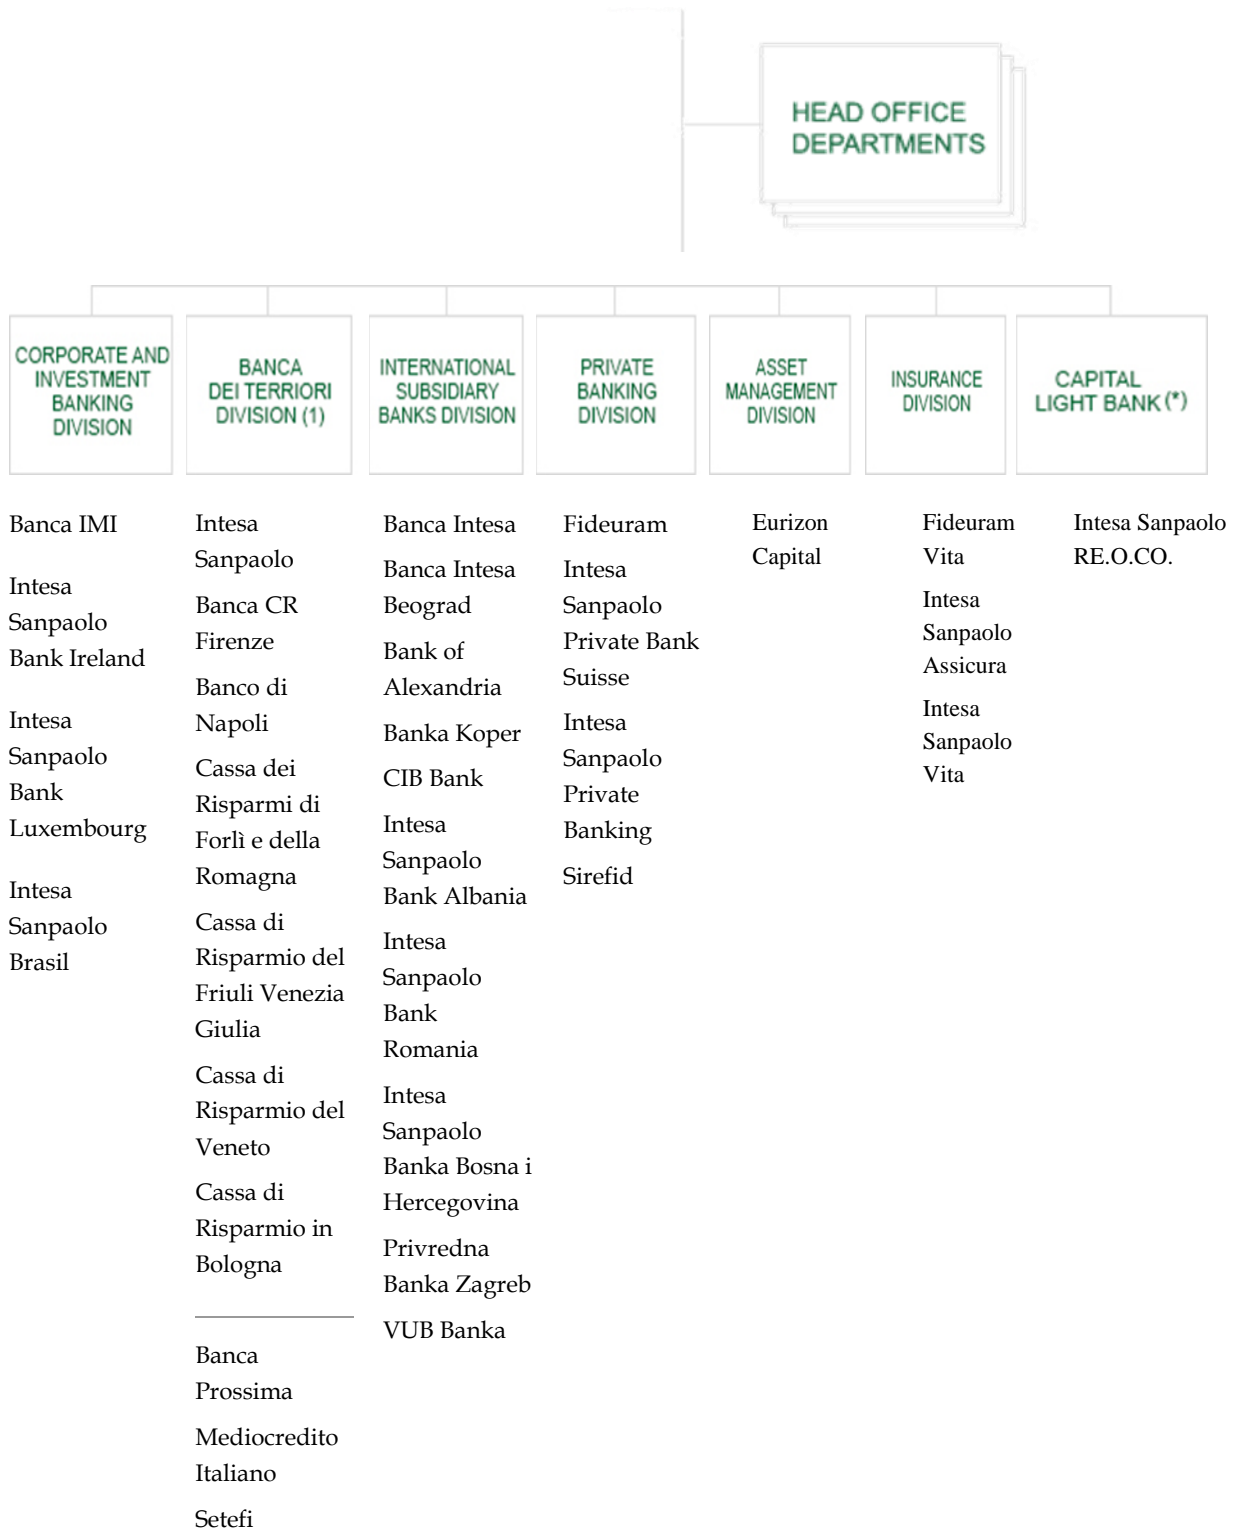 HEAD OFFICE
DEPARTMENTS
CORPORATE AND
INVESTMENT
BANKING
DIVISION
BANCA
DEI TERRIORI
DIVISION (1)
INTERNATIONAL
SUBSIDIARY
BANKS DIVISION
PRIVATE
BANKING
DIVISION
ASSET
MANAGEMENT
DIVISION
INSURANCE
DIVISION
CAPITAL
LIGHT BANK (*)
Banca IMI
Intesa
Sanpaolo
Bank Ireland
Intesa
Sanpaolo
Bank
Luxembourg
Intesa
Sanpaolo
Brasil
Intesa
Sanpaolo
Banca CR
Firenze
Banco di
Napoli
Cassa dei
Risparmi di
Forlì e della
Romagna
Cassa di
Risparmio del
Friuli Venezia
Giulia
Cassa di
Risparmio del
Veneto
Cassa di
Risparmio in
Bologna
Banca
Prossima
Mediocredito
Italiano
Setefi
Banca Intesa
Banca Intesa
Beograd
Bank of
Alexandria
Banka Koper
CIB Bank
Intesa
Sanpaolo
Bank Albania
Intesa
Sanpaolo
Bank
Romania
Intesa
Sanpaolo
Banka Bosna i
Hercegovina
Privredna
Banka Zagreb
VUB Banka
Fideuram
Intesa
Sanpaolo
Private Bank
Suisse
Intesa
Sanpaolo
Private
Banking
Sirefid
Eurizon
Capital
Fideuram
Vita
Intesa
Sanpaolo
Assicura
Intesa
Sanpaolo
Vita
Intesa Sanpaolo
RE.O.CO.